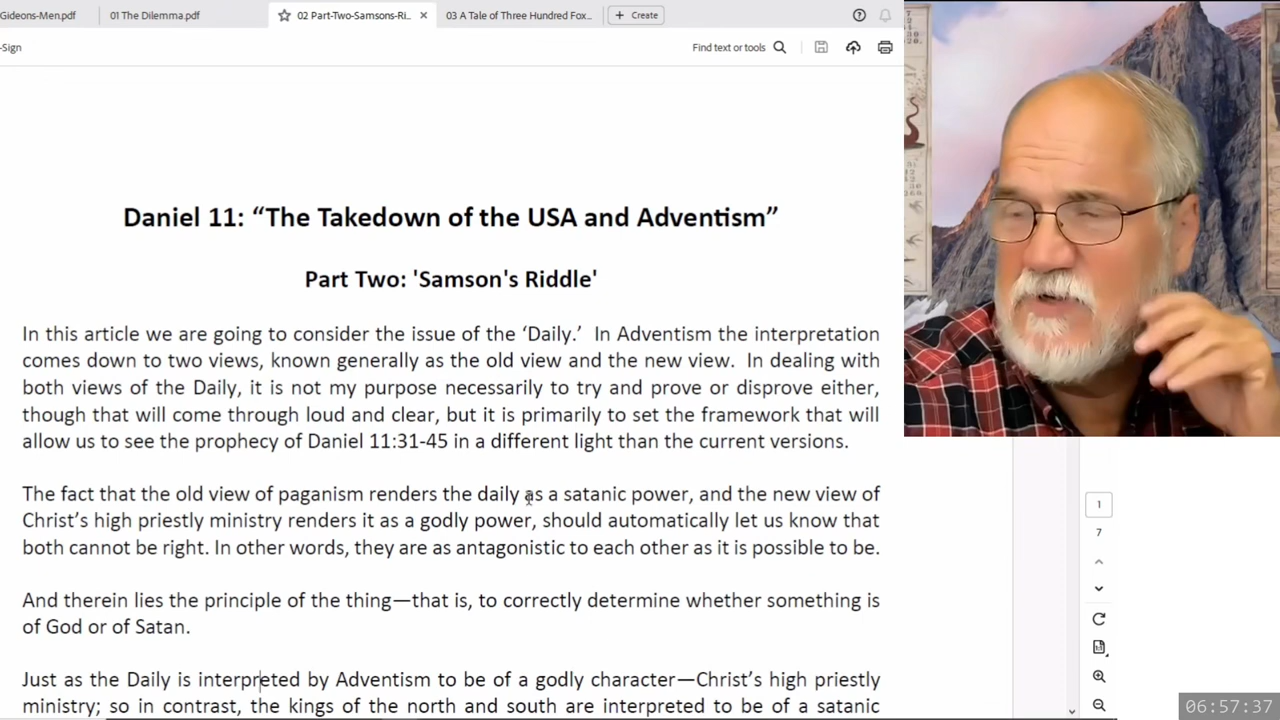 Gideons-Men.pdf
01 The Dilemma.pdf
02 Part-Two-Samsons-Ri...
03 A Tale of Three Hundred Fox...
Create
-Sign
Find text or tools
Daniel 11: “The Takedown of the USA and Adventism”
Part Two: 'Samson's Riddle'
In this article we are going to consider the issue of the ‘Daily.’ In Adventism the interpretation
comes down to two views, known generally as the old view and the new view. In dealing with
both views of the Daily, it is not my purpose necessarily to try and prove or disprove either,
though that will come through loud and clear, but it is primarily to set the framework that will
allow us to see the prophecy of Daniel 11:31-45 in a different light than the current versions.
The fact that the old view of paganism renders the daily as a satanic power, and the new view of
Christ’s high priestly ministry renders it as a godly power, should automatically let us know that
both cannot be right. In other words, they are as antagonistic to each other as it is possible to be.
And therein lies the principle of the thing—that is, to correctly determine whether something is
of God or of Satan.
Just as the Daily is interpreted by Adventism to be of a godly character—Christ’s high priestly
ministry; so in contrast, the kings of the north and south are interpreted to be of a satanic
1
7
06:57:37